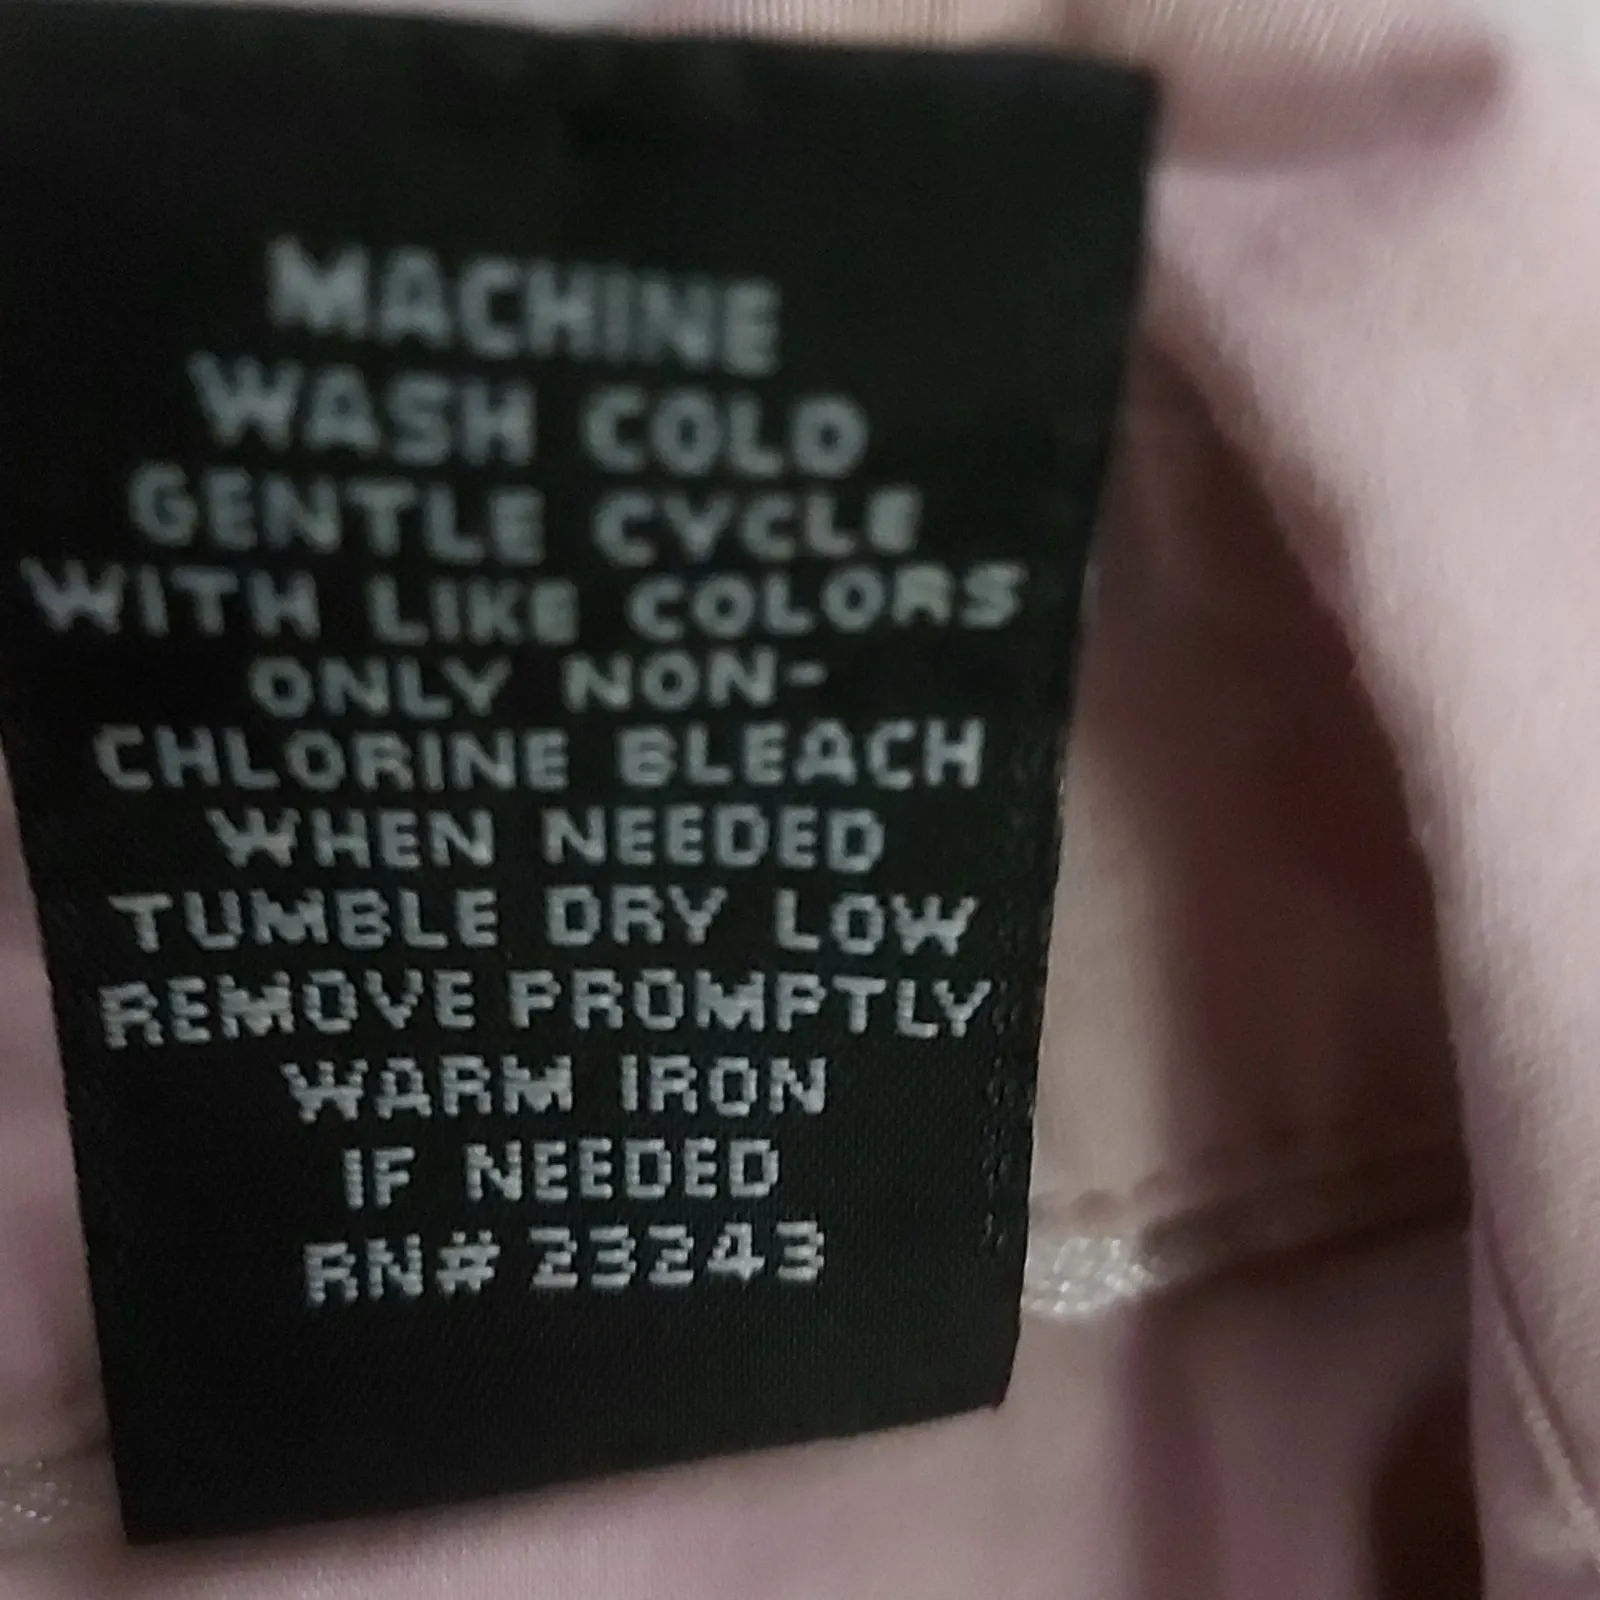 MACHINE
WASH COLD
GENTLE CYCLE
WITH LIKE COLORS
ONLY NON-
CHLORINE BLEACH
WHEN NEEDED
TUMBLE DRY LOW
REMOVE PROMPTLY
WARM IRON
IF NEEDED
RN# 23243